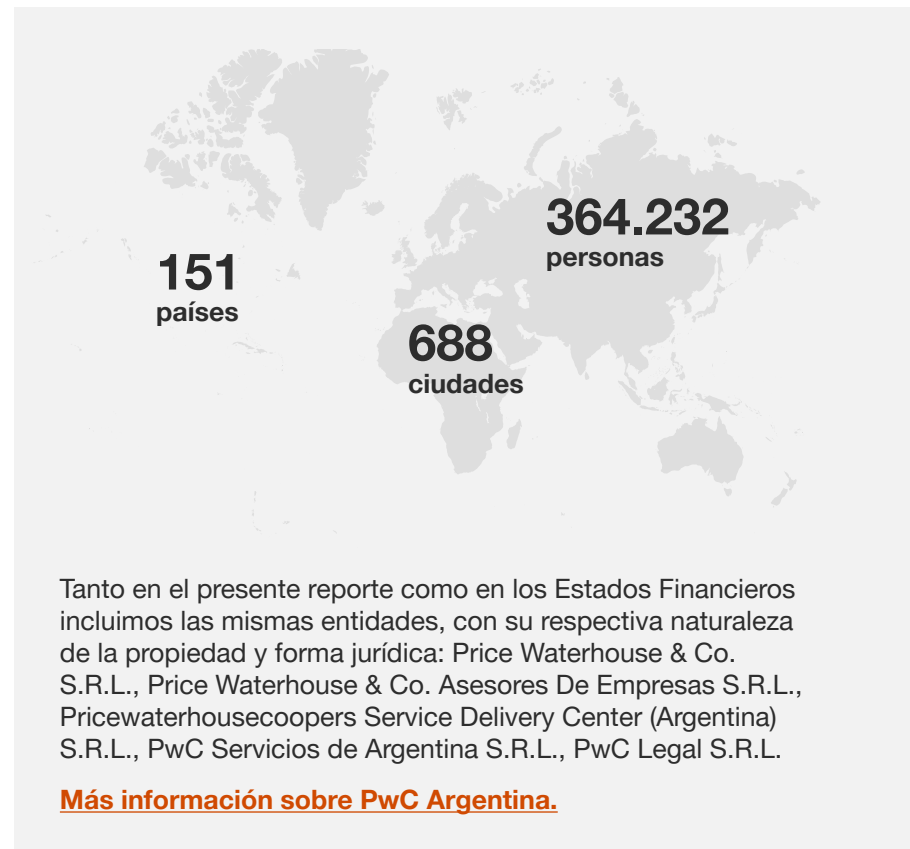 364.232
personas
151
países
688
ciudades
Tanto en el presente reporte como en los Estados Financieros
incluimos las mismas entidades, con su respectiva naturaleza
de la propiedad y forma jurídica: Price Waterhouse & Co.
S.R.L., Price Waterhouse & Co. Asesores De Empresas S.R.L.,
Pricewaterhousecoopers Service Delivery Center (Argentina)
S.R.L., PwC Servicios de Argentina S.R.L., PwC Legal S.R.L.
Más información sobre PwC Argentina.